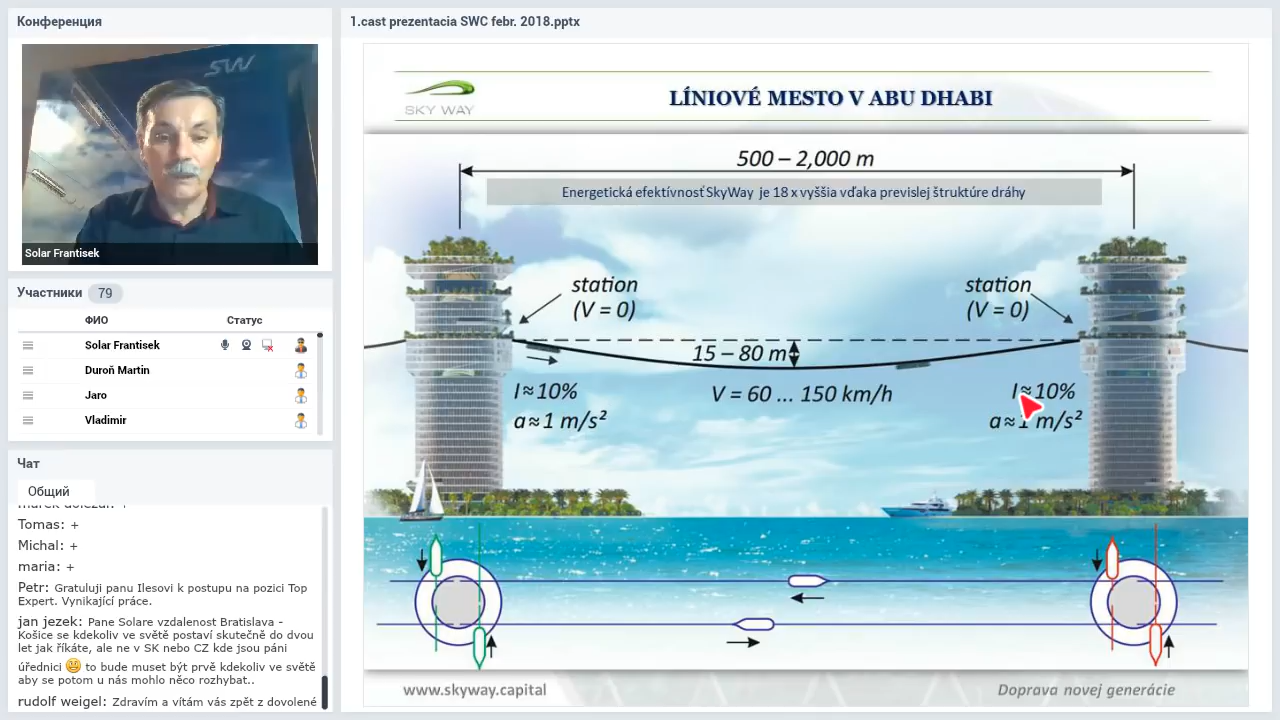 Конференция
SW
Solar Frantisek
Участники 79
ФИО Статус
Solar Frantisek
Duroň Martin
Jaro
Vladimir
Чат
Общий
Tomas: +
Michal: +
maria: +
Petr: Gratuluji panu Ilesovi k postupu na pozici Top
Expert. Vynikající práce.
jan jezek: Pane Solare vzdalenost Bratislava -
Košice se kdekoliv ve světě postaví skutečně do dvou
let jak říkáte, ale ne v SK nebo CZ kde jsou páni
úřednici 😀 to bude muset být prvě kdekoliv ve světě
aby se potom u nás mohlo něco rozhybat..
rudolf weigel: Zdravím a vítám vás zpět z dovolené
1.cast prezentacia SWC febr. 2018.pptx
SKY WAY
LÍNIOVÉ MESTO V ABU DHABI
500 – 2,000 m
Energetická efektívnosť SkyWay je 18 x vyššia vďaka previslej štruktúre dráhy
station
(V = 0)
station
(V = 0)
15 – 80 m
I ≈ 10%
a ≈ 1 m/s²
V = 60 ... 150 km/h
I ≈ 10%
a ≈ 1 m/s²
www.skyway.capital
Doprava novej generácie